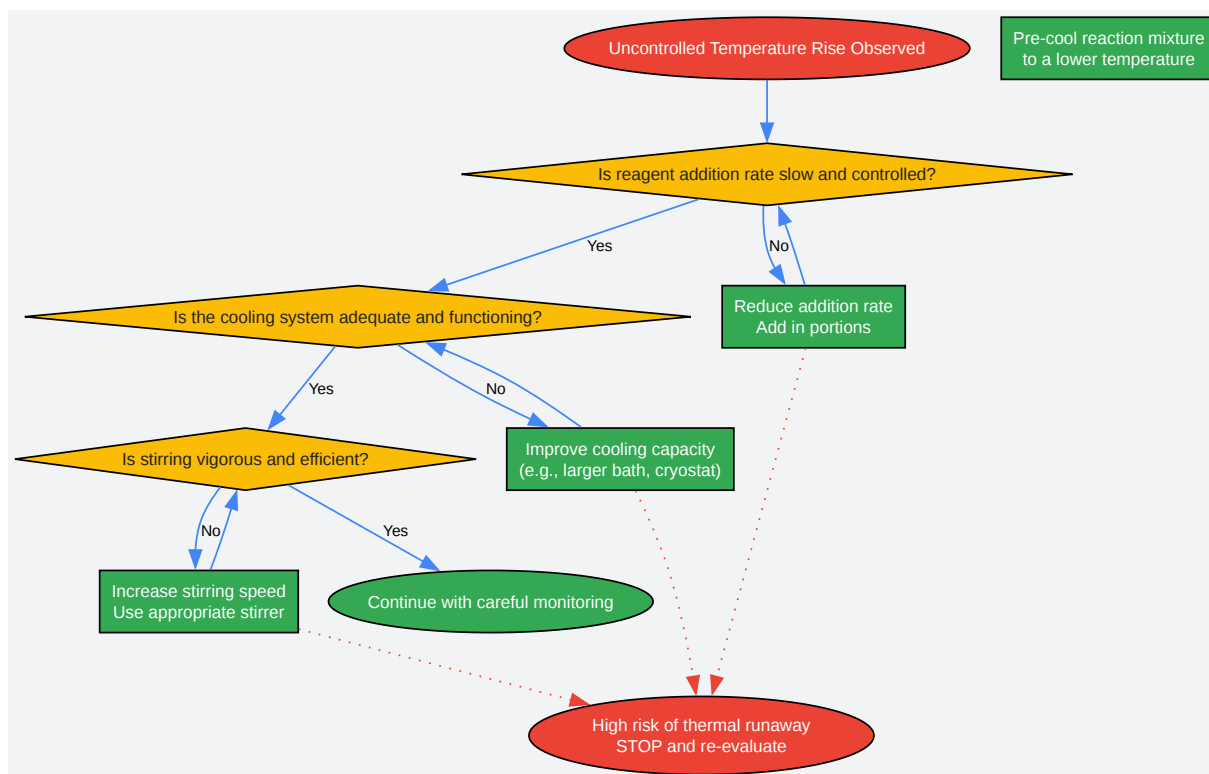 Uncontrolled Temperature Rise Observed
Pre-cool reaction mixture
to a lower temperature
Is reagent addition rate slow and controlled?
Yes
No
Is the cooling system adequate and functioning?
Reduce addition rate
Add in portions
Yes
No
Is stirring vigorous and efficient?
Improve cooling capacity
(e.g., larger bath, cryostat)
No
Yes
Increase stirring speed
Use appropriate stirrer
Continue with careful monitoring
High risk of thermal runaway
STOP and re-evaluate